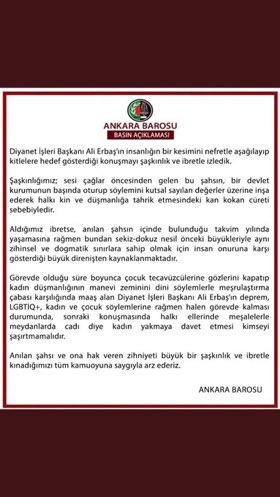 ANKARA BAROSU
BASIN AÇIKLAMASI
Diyanet İşleri Başkanı Ali Erbaş'ın insanlığın bir kesimini nefretle aşağılayıp
kitlelere hedef gösterdiği konuşmayı şaşkınlık ve ibretle izledik.
Şaşkınlığımız; sesi çağlar öncesinden gelen bu şahsın, bir devlet
kurumunun başında oturup söylemini kutsal sayılan değerler üzerine inşa
ederek halkı kin ve düşmanlığa tahrik etmesindeki kan kokan cüreti
sebebiyledir.
Aldığımız ibretse, anılan şahsın içinde bulunduğu takvim yılında
yaşamasına rağmen bundan sekiz-dokuz nesil önceki büyükleriyle aynı
zihinsel ve dogmatik sınırlara sahip olmak için insan onuruna karşı
gösterdiği büyük direnişten kaynaklanmaktadır.
Görevde olduğu süre boyunca çocuk tecavüzcülerine gözlerini kapatıp
kadın düşmanlığının manevi zeminini dini söylemlerle meşrulaştırma
çabası karşılığında maaş alan Diyanet İşleri Başkanı Ali Erbaş'ın deprem,
LGBTİQ+, kadın ve çocuk söylemlerine rağmen halen görevde kalması
durumunda, sonraki konuşmasında halkı ellerinde meşalelerle
meydanlarda cadı diye kadın yakmaya davet etmesi kimseyi
şaşırtmamalıdır.
Anılan şahsı ve ona hak veren zihniyeti büyük bir şaşkınlık ve ibretle
kınadığımızı tüm kamuoyuna saygıyla arz ederiz.
ANKARA BAROSU